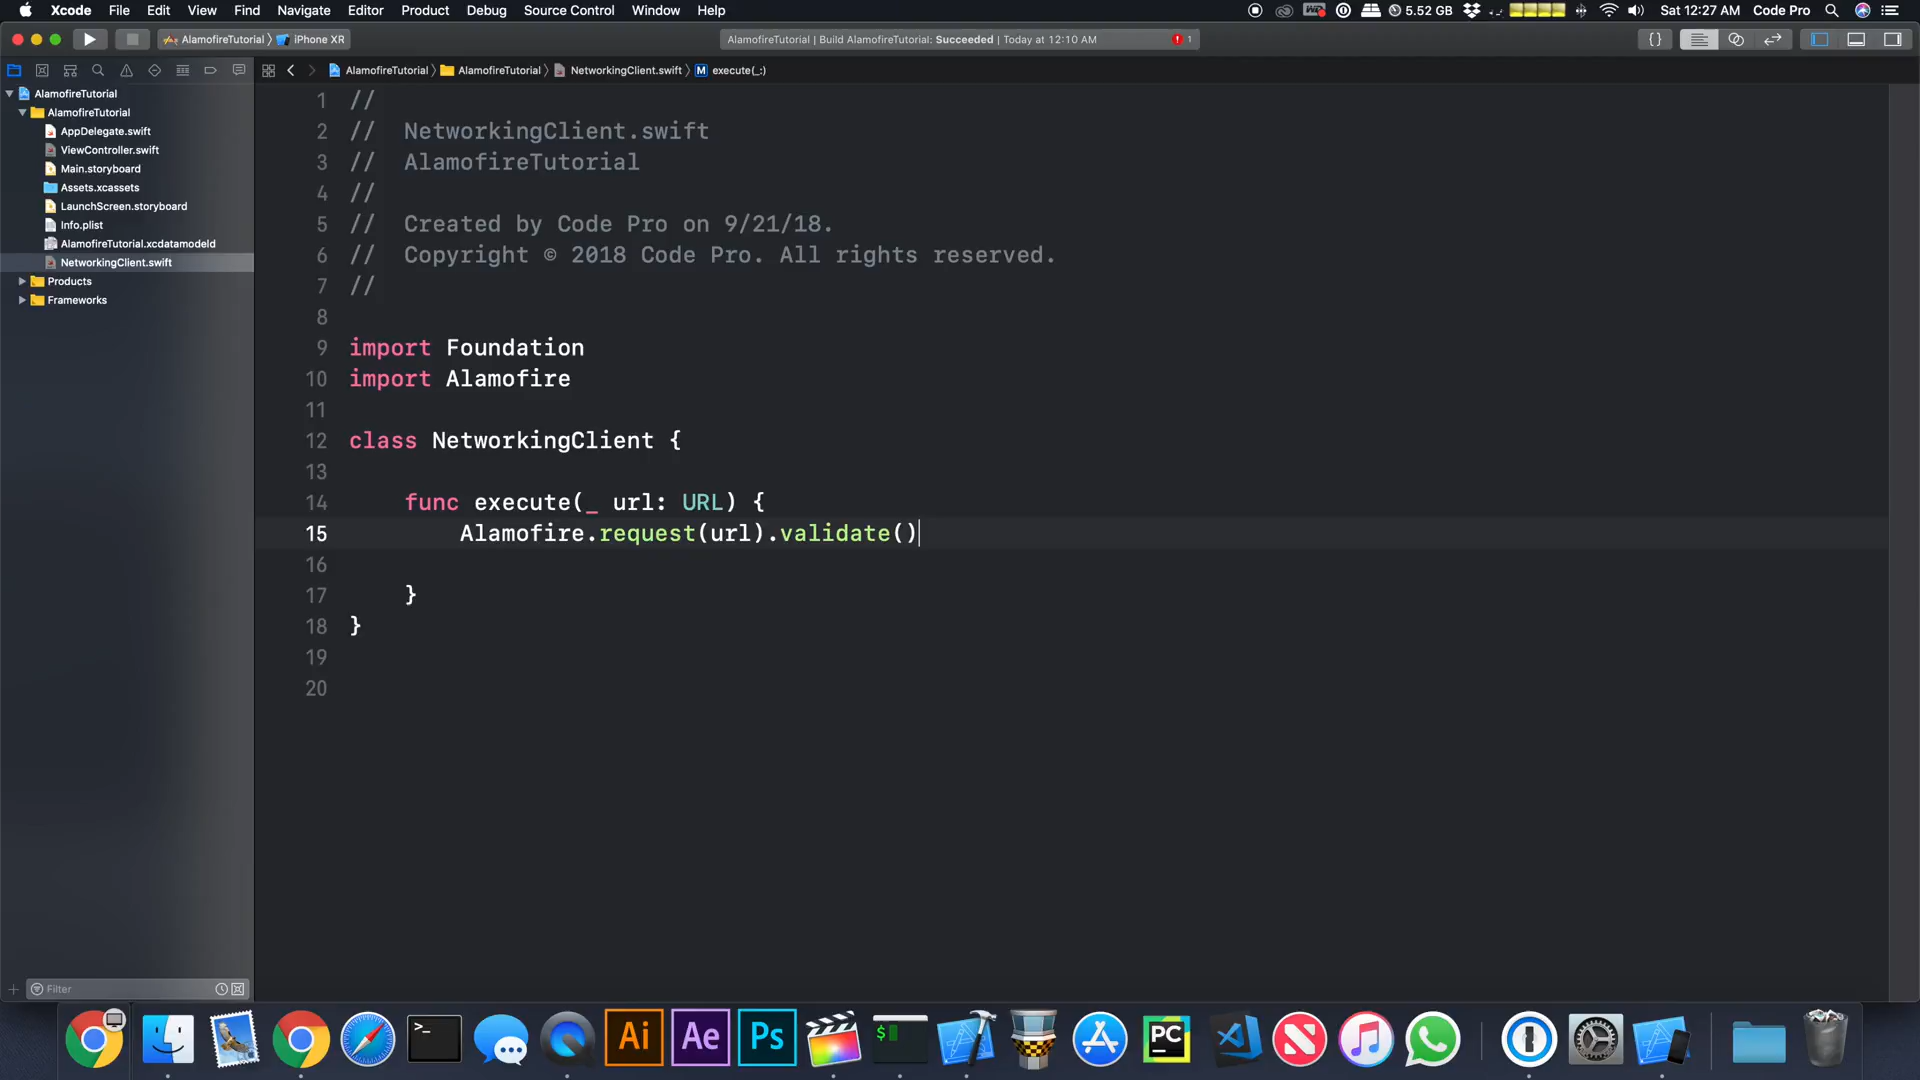 Xcode File Edit View Find Navigate Editor Product Debug Source Control Window Help
5.52 GB Sat 12:27 AM Code Pro
AlamofireTutorial 〉 iPhone XR
AlamofireTutorial | Build AlamofireTutorial: Succeeded | Today at 12:10 AM 1
{}
AlamofireTutorial 〉 AlamofireTutorial 〉 NetworkingClient.swift 〉 M execute(_:)
AlamofireTutorial
AlamofireTutorial
AppDelegate.swift
ViewController.swift
Main.storyboard
Assets.xcassets
LaunchScreen.storyboard
Info.plist
AlamofireTutorial.xcdatamodeld
NetworkingClient.swift
Products
Frameworks
1 //
2 // NetworkingClient.swift
3 // AlamofireTutorial
4 //
5 // Created by Code Pro on 9/21/18.
6 // Copyright © 2018 Code Pro. All rights reserved.
7 //
8
9 import Foundation
10 import Alamofire
11
12 class NetworkingClient {
13
14 func execute(_ url: URL) {
15 Alamofire.request(url).validate()
16
17 }
18 }
19
20
Filter
>_ Ai Ae Ps $ PC